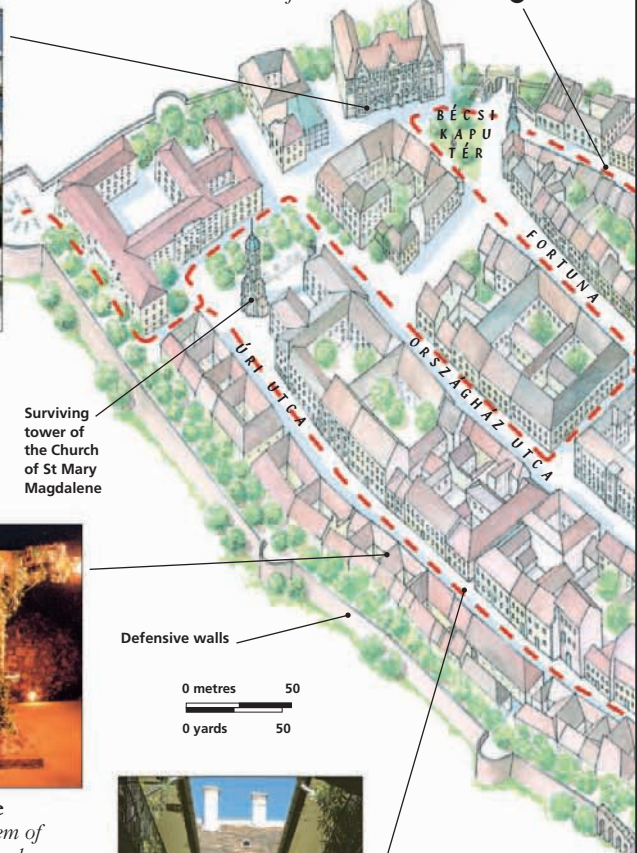 BÉCSI
KAPU
TÉR
FORTUNA
ORSZÁGHÁZ UTCA
ÚRI UTCA
Surviving
tower of
the Church
of St Mary
Magdalene
Defensive walls
0 metres 50
0 yards 50